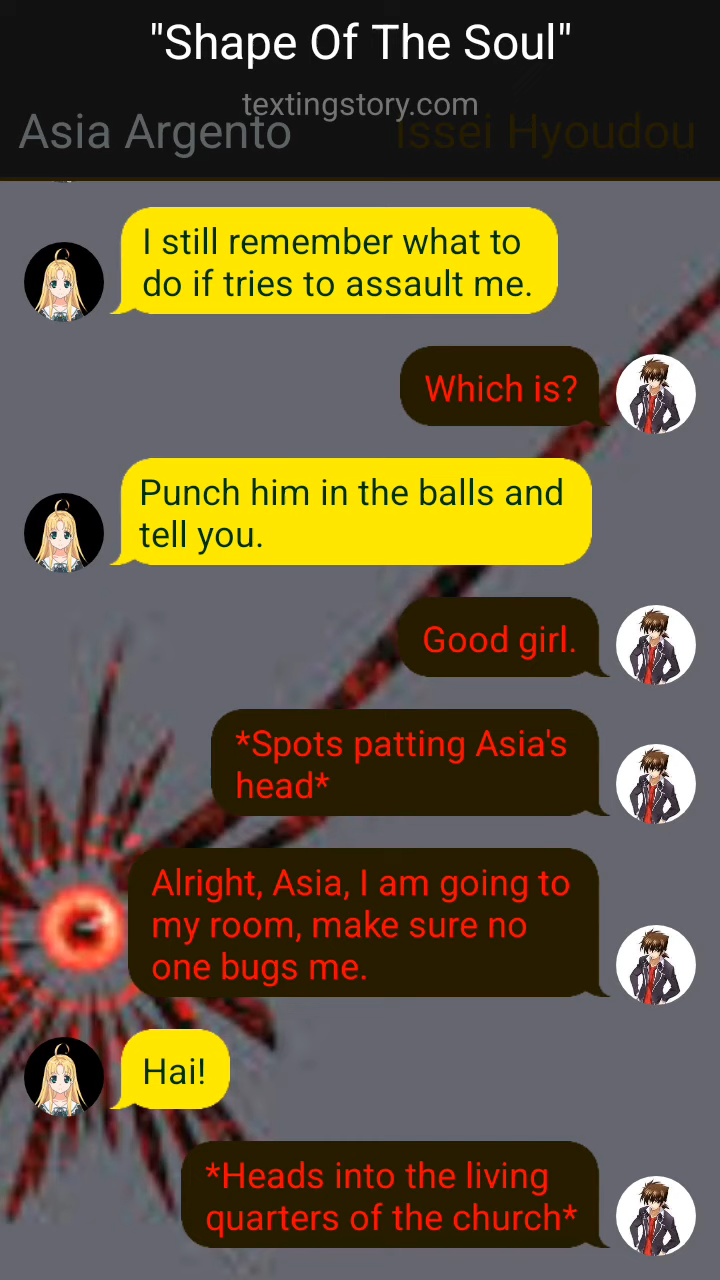 "Shape Of The Soul"
textingstory.com
Asia Argento
Issei Hyoudou
I still remember what to
do if tries to assault me.
Which is?
Punch him in the balls and
tell you.
Good girl.
*Spots patting Asia's
head*
Alright, Asia, I am going to
my room, make sure no
one bugs me.
Hai!
*Heads into the living
quarters of the church*